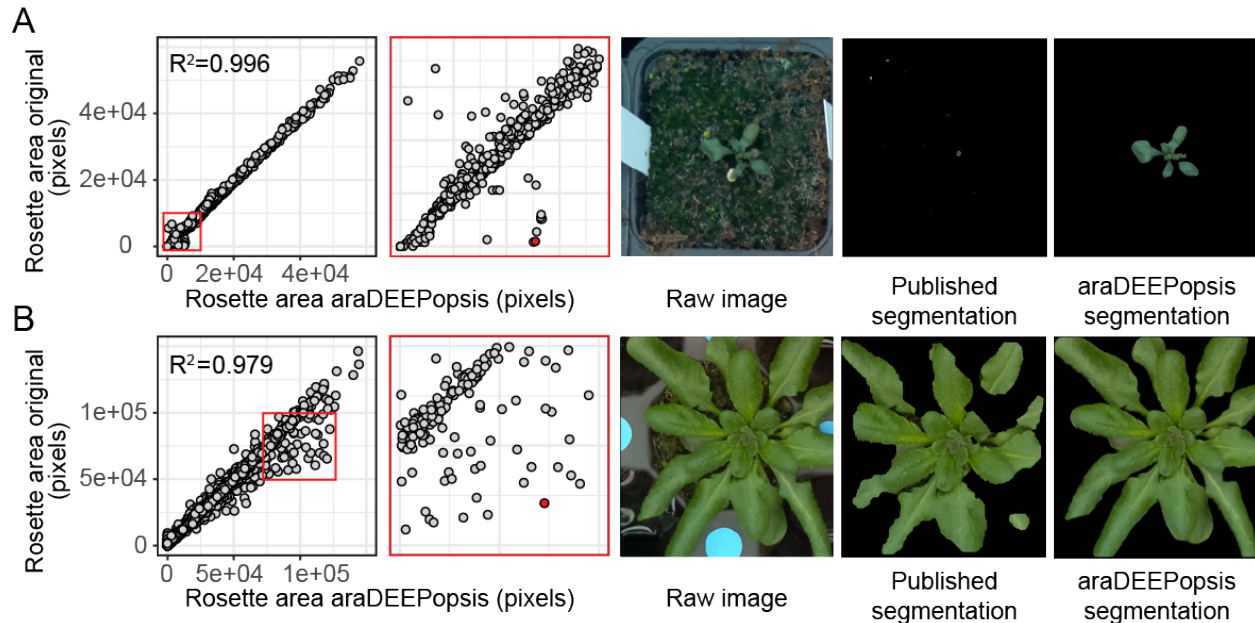 A
R²=0.996
Rosette area original
(pixels)
4e+04
2e+04
0
0 2e+04 4e+04
Rosette area araDEEPopsis (pixels)
Raw image
Published
segmentation
araDEEPopsis
segmentation
B
R²=0.979
Rosette area original
(pixels)
1e+05
5e+04
0
0 5e+04 1e+05
Rosette area araDEEPopsis (pixels)
Raw image
Published
segmentation
araDEEPopsis
segmentation